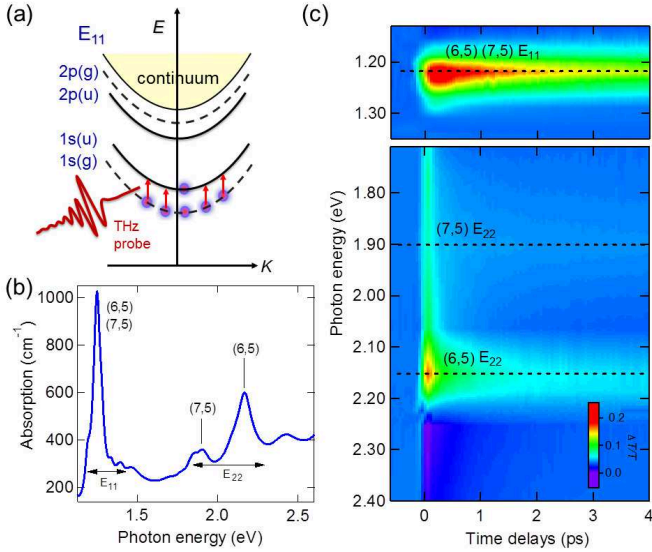 (a)
E₁₁
E
2p(g)
2p(u)
continuum
1s(u)
1s(g)
THz
probe
K
(b)
1000
800
600
400
200
Absorption (cm⁻¹)
(6,5)
(7,5)
(7,5)
(6,5)
E₁₁
E₂₂
1.5
2.0
2.5
Photon energy (eV)
(c)
1.20
1.30
(6,5) (7,5) E₁₁
1.80
1.90
2.00
2.10
2.20
2.30
2.40
Photon energy (eV)
(7,5) E₂₂
(6,5) E₂₂
0.2
0.1
0.0
ΔT/T
0
1
2
3
4
Time delays (ps)